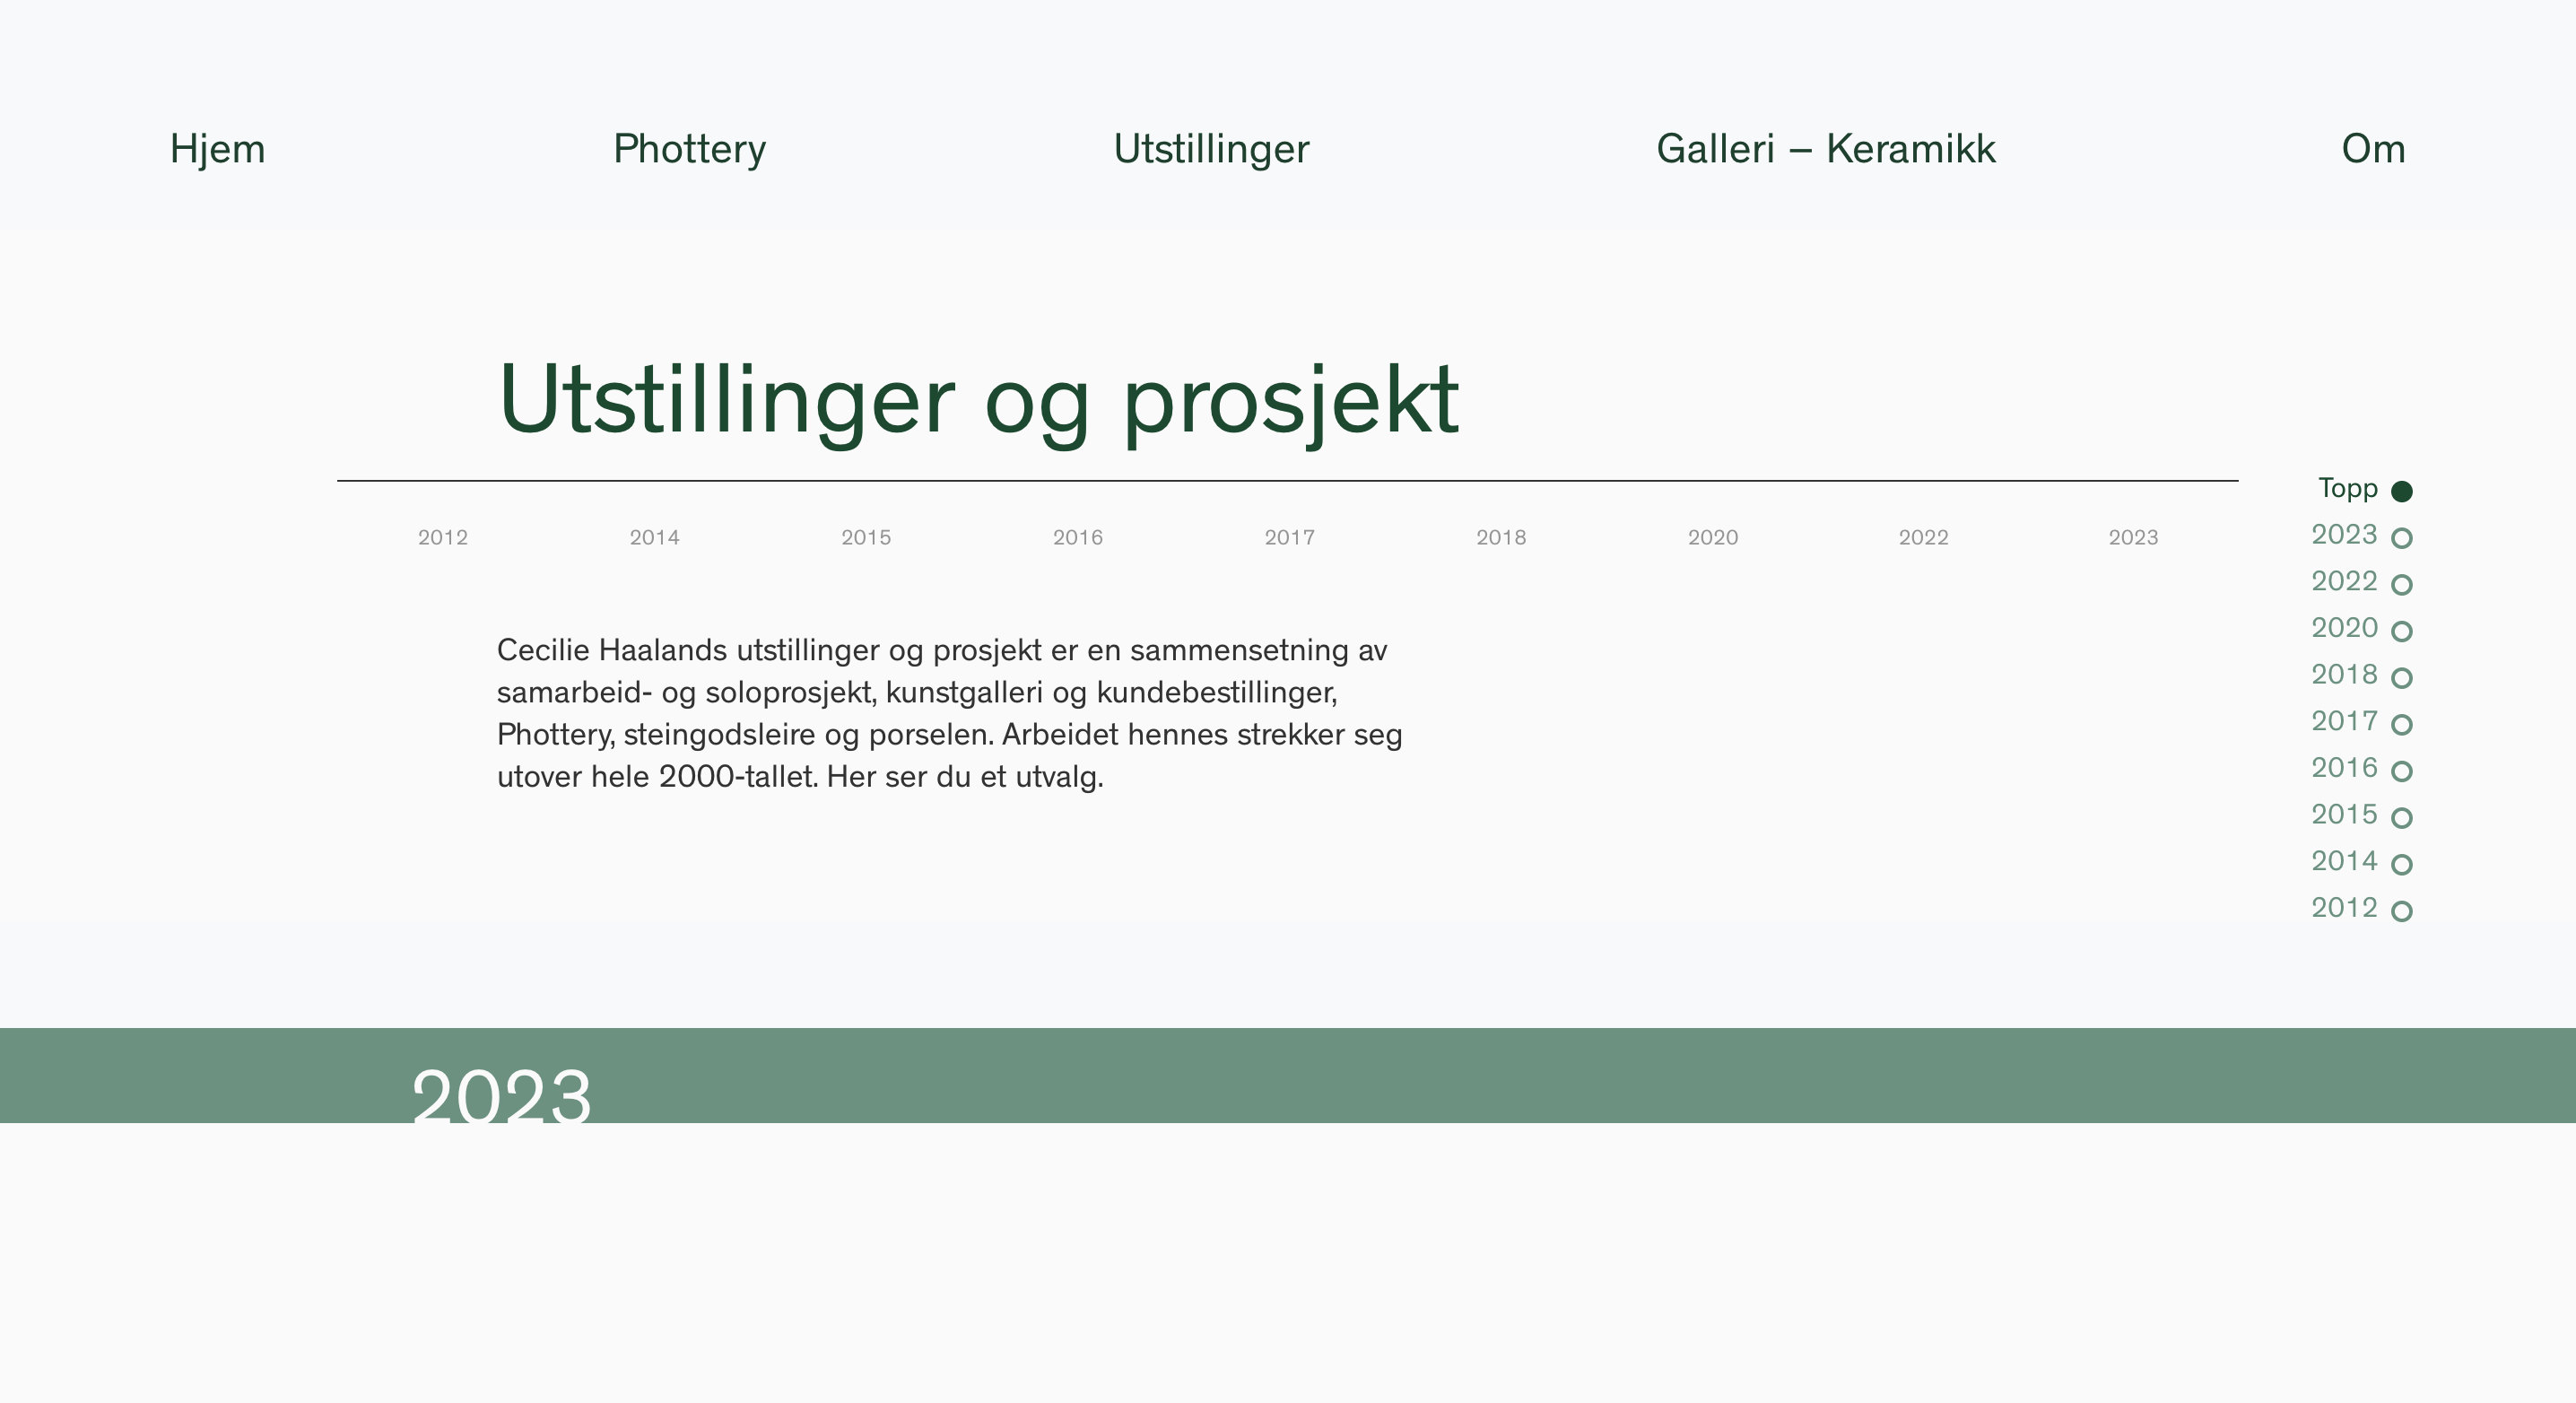 Hjem Phottery Utstillinger Galleri – Keramikk Om
Utstillinger og prosjekt
2012 2014 2015 2016 2017 2018 2020 2022 2023
Cecilie Haalands utstillinger og prosjekt er en sammensetning av
samarbeid- og soloprosjekt, kunstgalleri og kundebestillinger,
Phottery, steingodsleire og porselen. Arbeidet hennes strekker seg
utover hele 2000-tallet. Her ser du et utvalg.
Topp
2023
2022
2020
2018
2017
2016
2015
2014
2012
2023